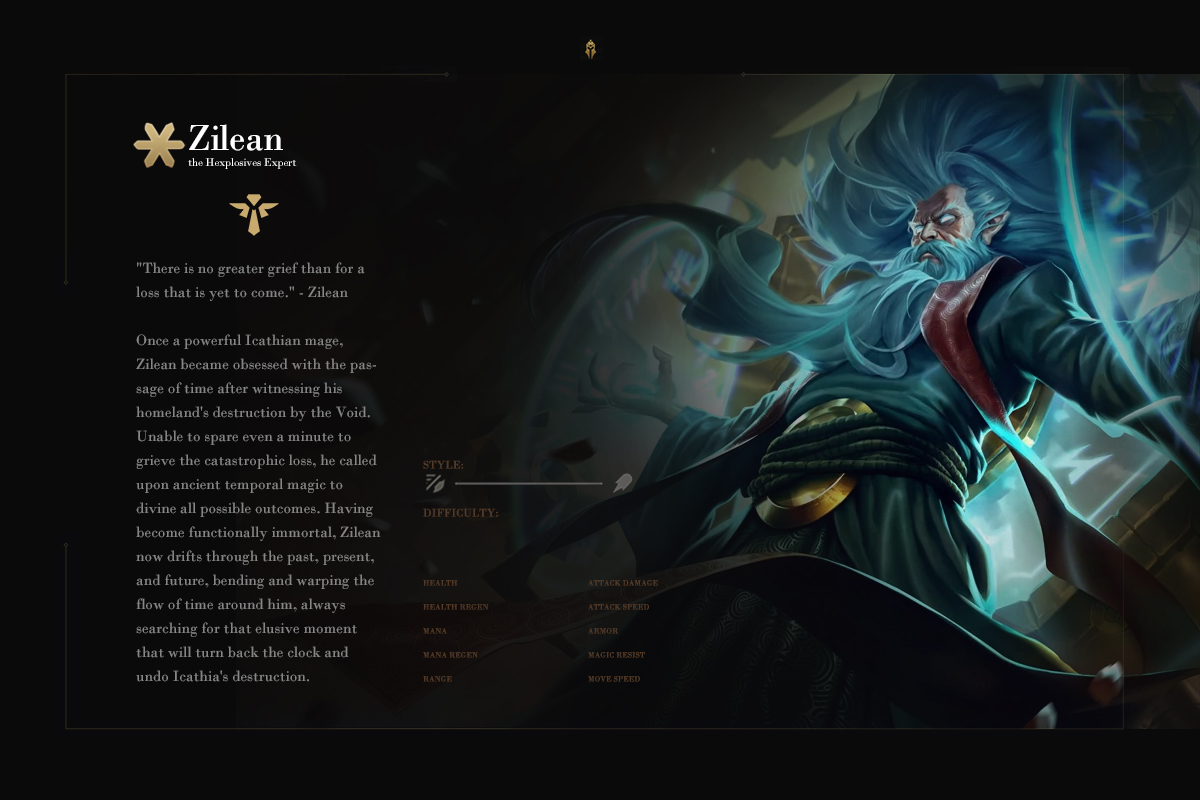 Zilean
the Hexplosives Expert
"There is no greater grief than for a
loss that is yet to come." - Zilean
Once a powerful Icathian mage,
Zilean became obsessed with the pas-
sage of time after witnessing his
homeland's destruction by the Void.
Unable to spare even a minute to
grieve the catastrophic loss, he called
upon ancient temporal magic to
divine all possible outcomes. Having
become functionally immortal, Zilean
now drifts through the past, present,
and future, bending and warping the
flow of time around him, always
searching for that elusive moment
that will turn back the clock and
undo Icathia's destruction.
STYLE:
DIFFICULTY:
HEALTH
HEALTH REGEN
MANA
MANA REGEN
RANGE
ATTACK DAMAGE
ATTACK SPEED
ARMOR
MAGIC RESIST
MOVE SPEED